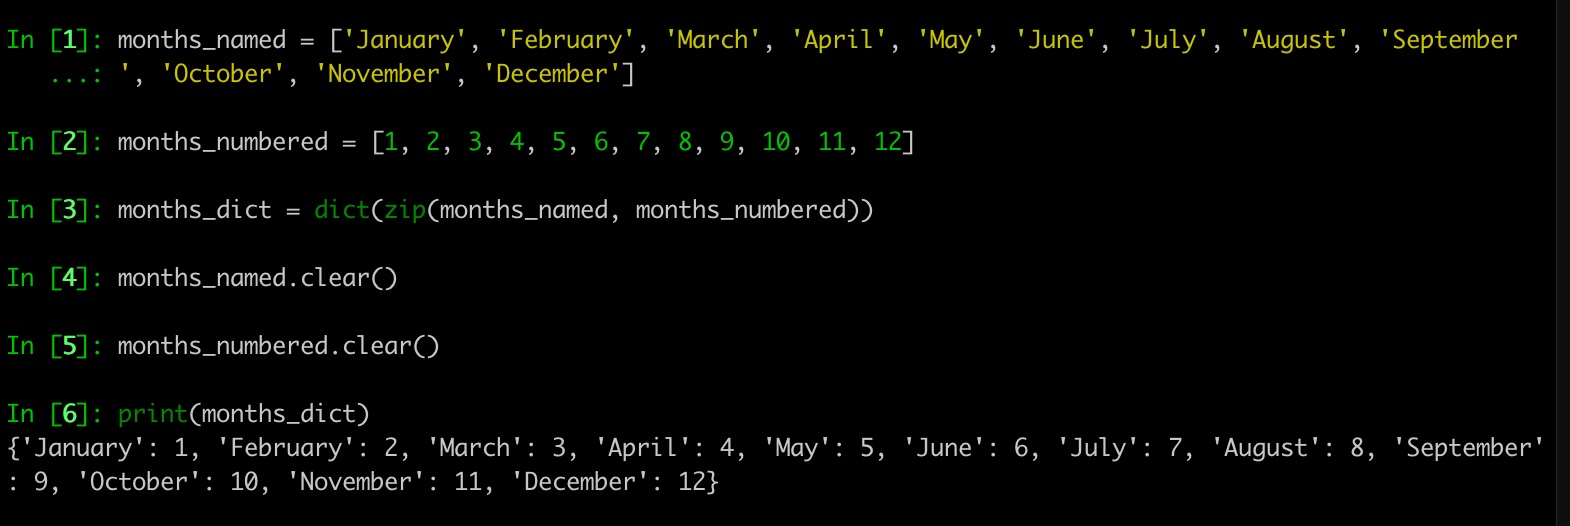 In [1]: months_named = ['January', 'February', 'March', 'April', 'May', 'June', 'July', 'August', 'September
   ...: ', 'October', 'November', 'December']
In [2]: months_numbered = [1, 2, 3, 4, 5, 6, 7, 8, 9, 10, 11, 12]
In [3]: months_dict = dict(zip(months_named, months_numbered))
In [4]: months_named.clear()
In [5]: months_numbered.clear()
In [6]: print(months_dict)
{'January': 1, 'February': 2, 'March': 3, 'April': 4, 'May': 5, 'June': 6, 'July': 7, 'August': 8, 'September'
: 9, 'October': 10, 'November': 11, 'December': 12}